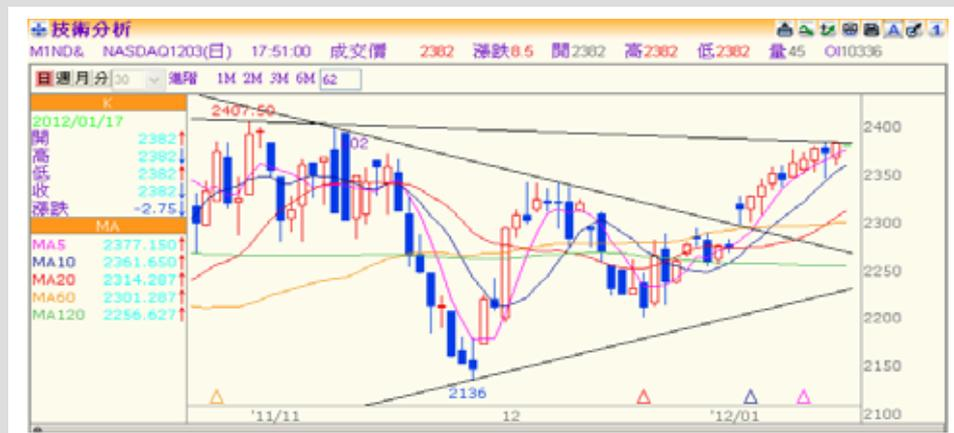 技術分析
M1ND& NASDAQ1203(日) 17:51:00 成交價 2382 漲跌8.5 開2382 高2382 低2382 量45 OI10336
日週月分 30 進階 1M 2M 3M 6M 62
K
2012/01/17
開 2382↑
高 2382↓
低 2382↑
收 2382↓
漲跌 -2.75↓
MA
MA5 2377.150↑
MA10 2361.650↑
MA20 2314.287↑
MA60 2301.287↑
MA120 2256.627↑
2407.50
02
2136
2400
2350
2300
2250
2200
2150
2100
'11/11 12 '12/01
A 1